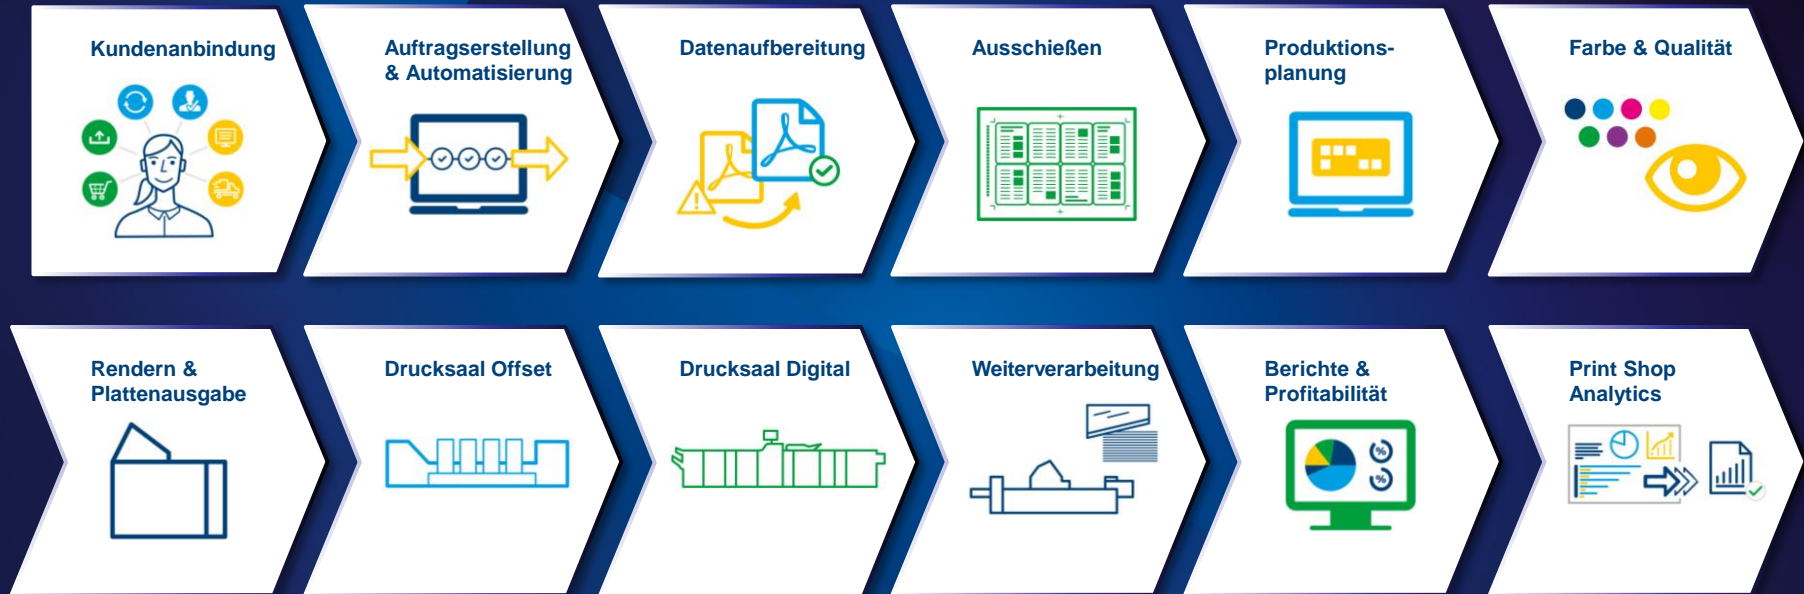 Kundenanbindung
Auftragserstellung
& Automatisierung
Datenaufbereitung
Ausschießen
Produktions-
planung
Farbe & Qualität
Rendern &
Plattenausgabe
Drucksaal Offset
Drucksaal Digital
Weiterverarbeitung
Berichte &
Profitabilität
%
%
Print Shop
Analytics